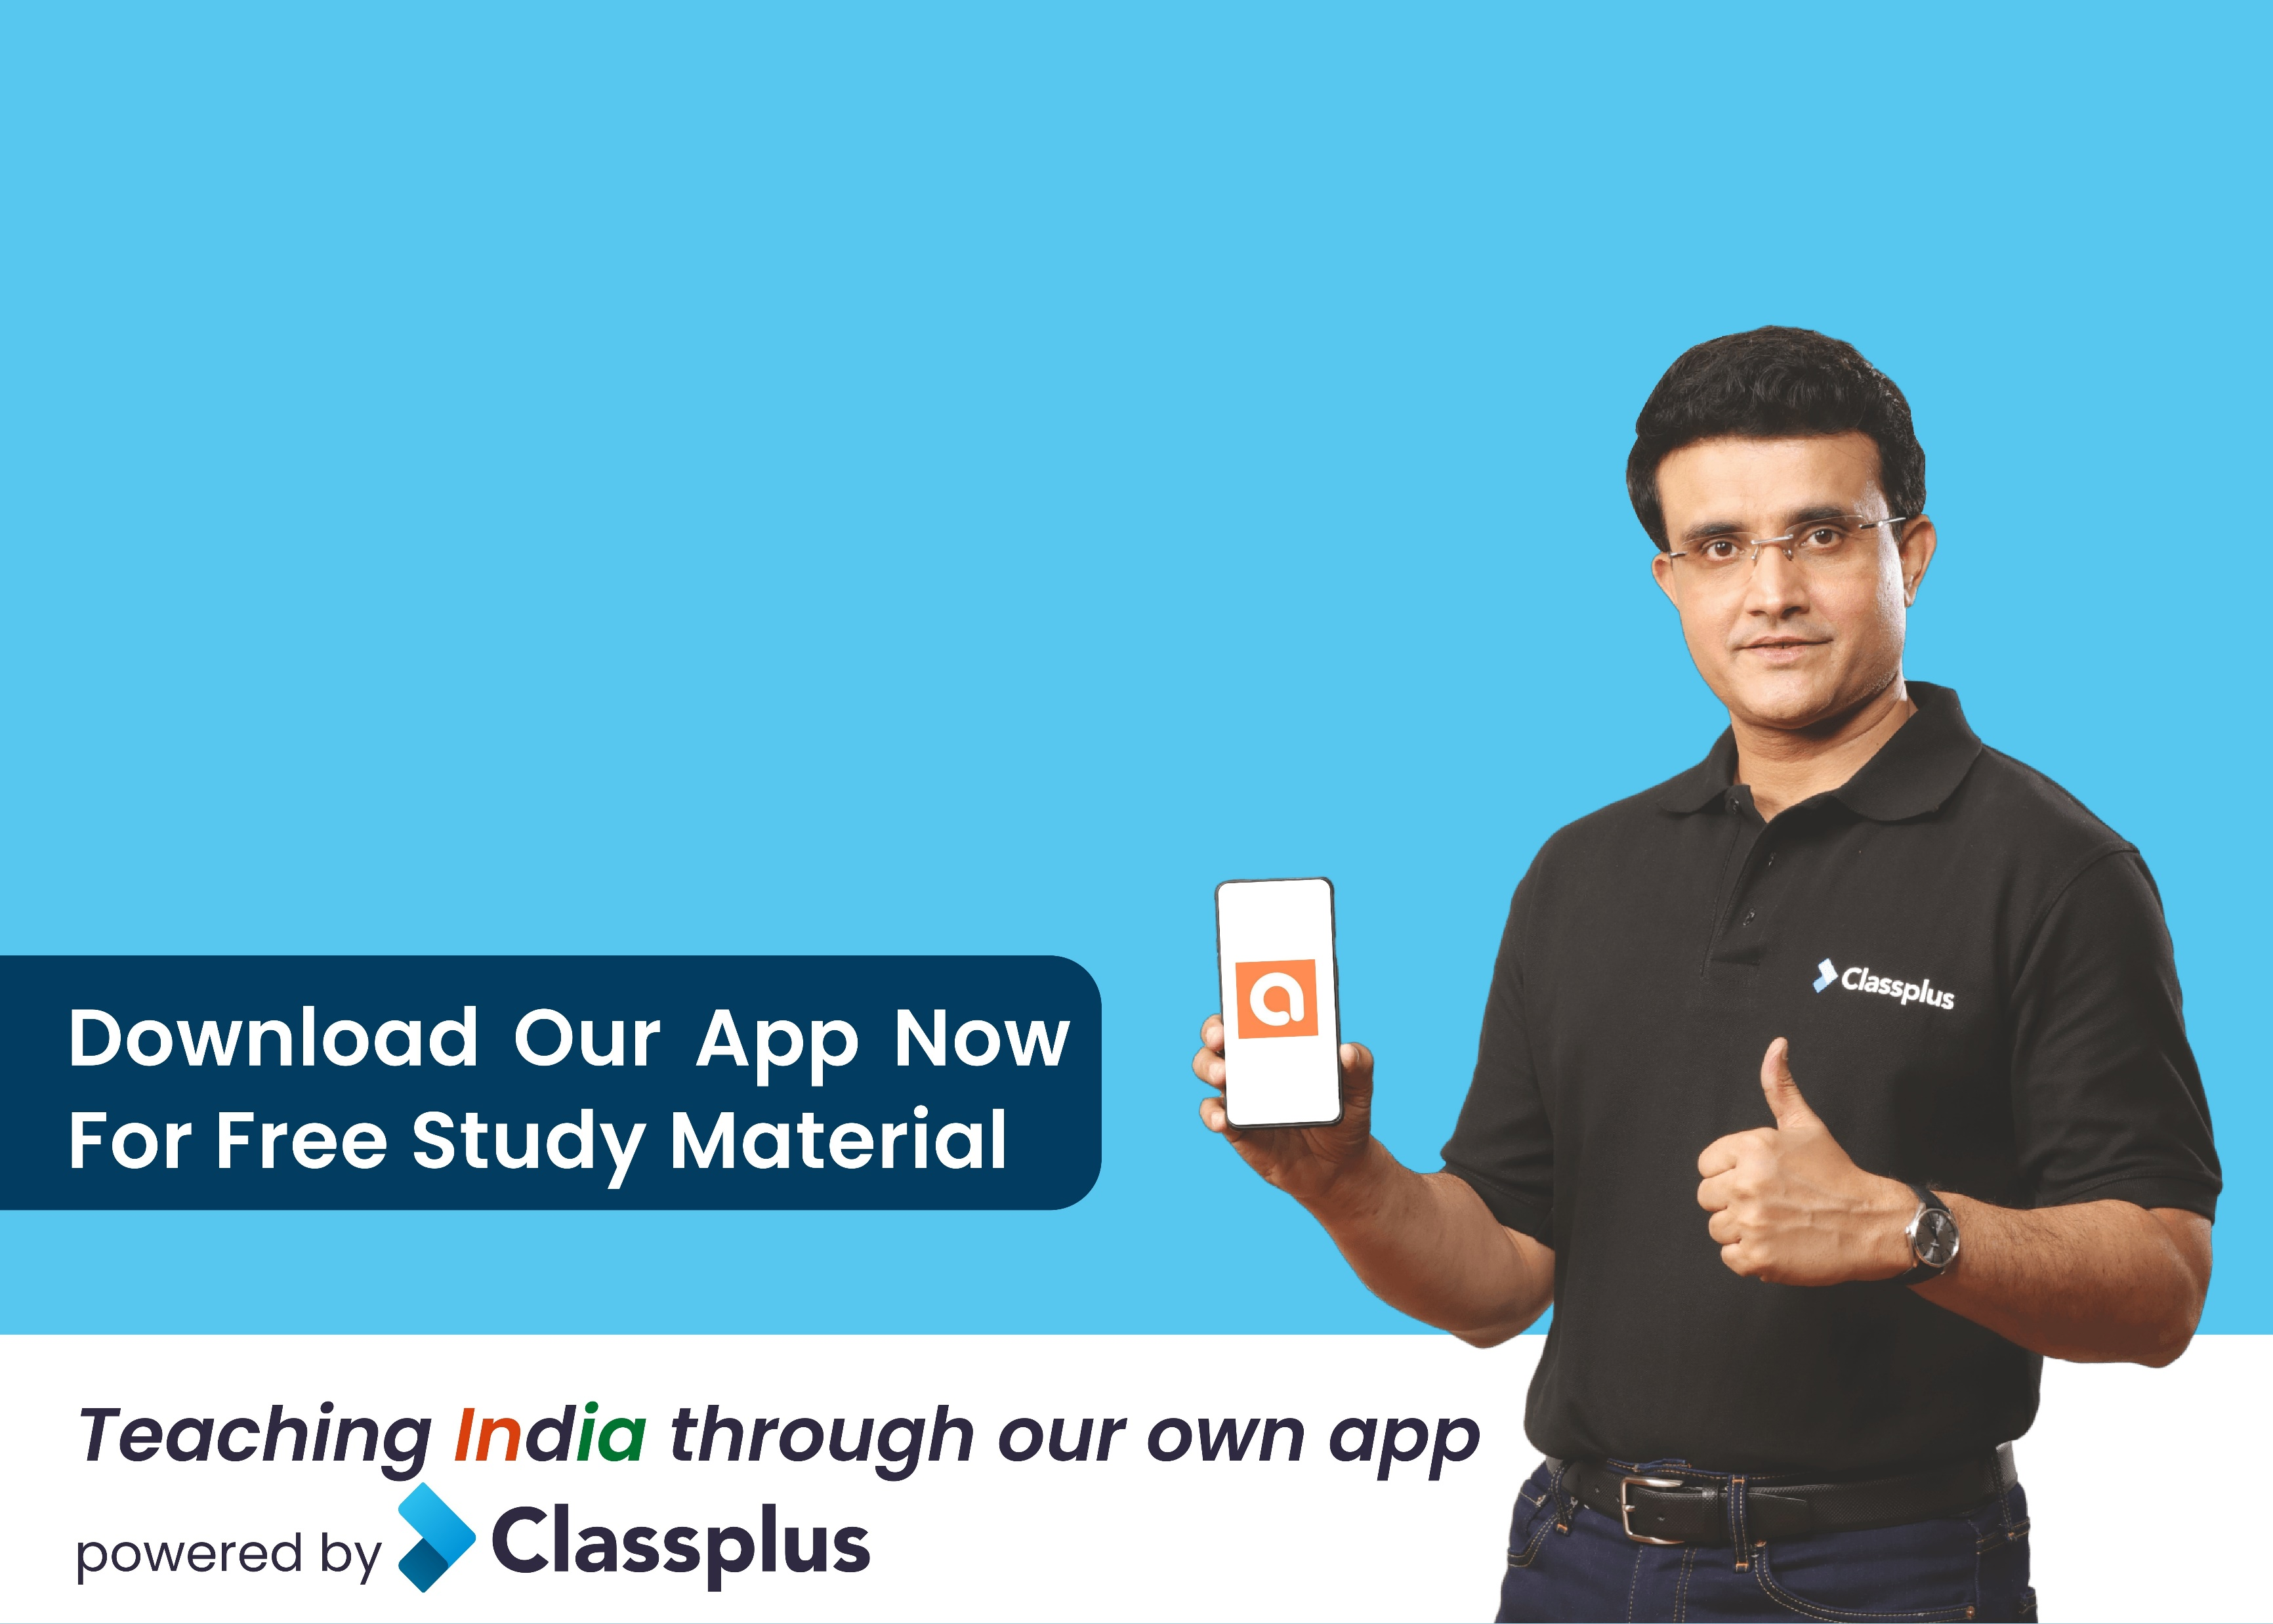 Classplus
Download Our App Now
For Free Study Material
Teaching India through our own app
powered by Classplus